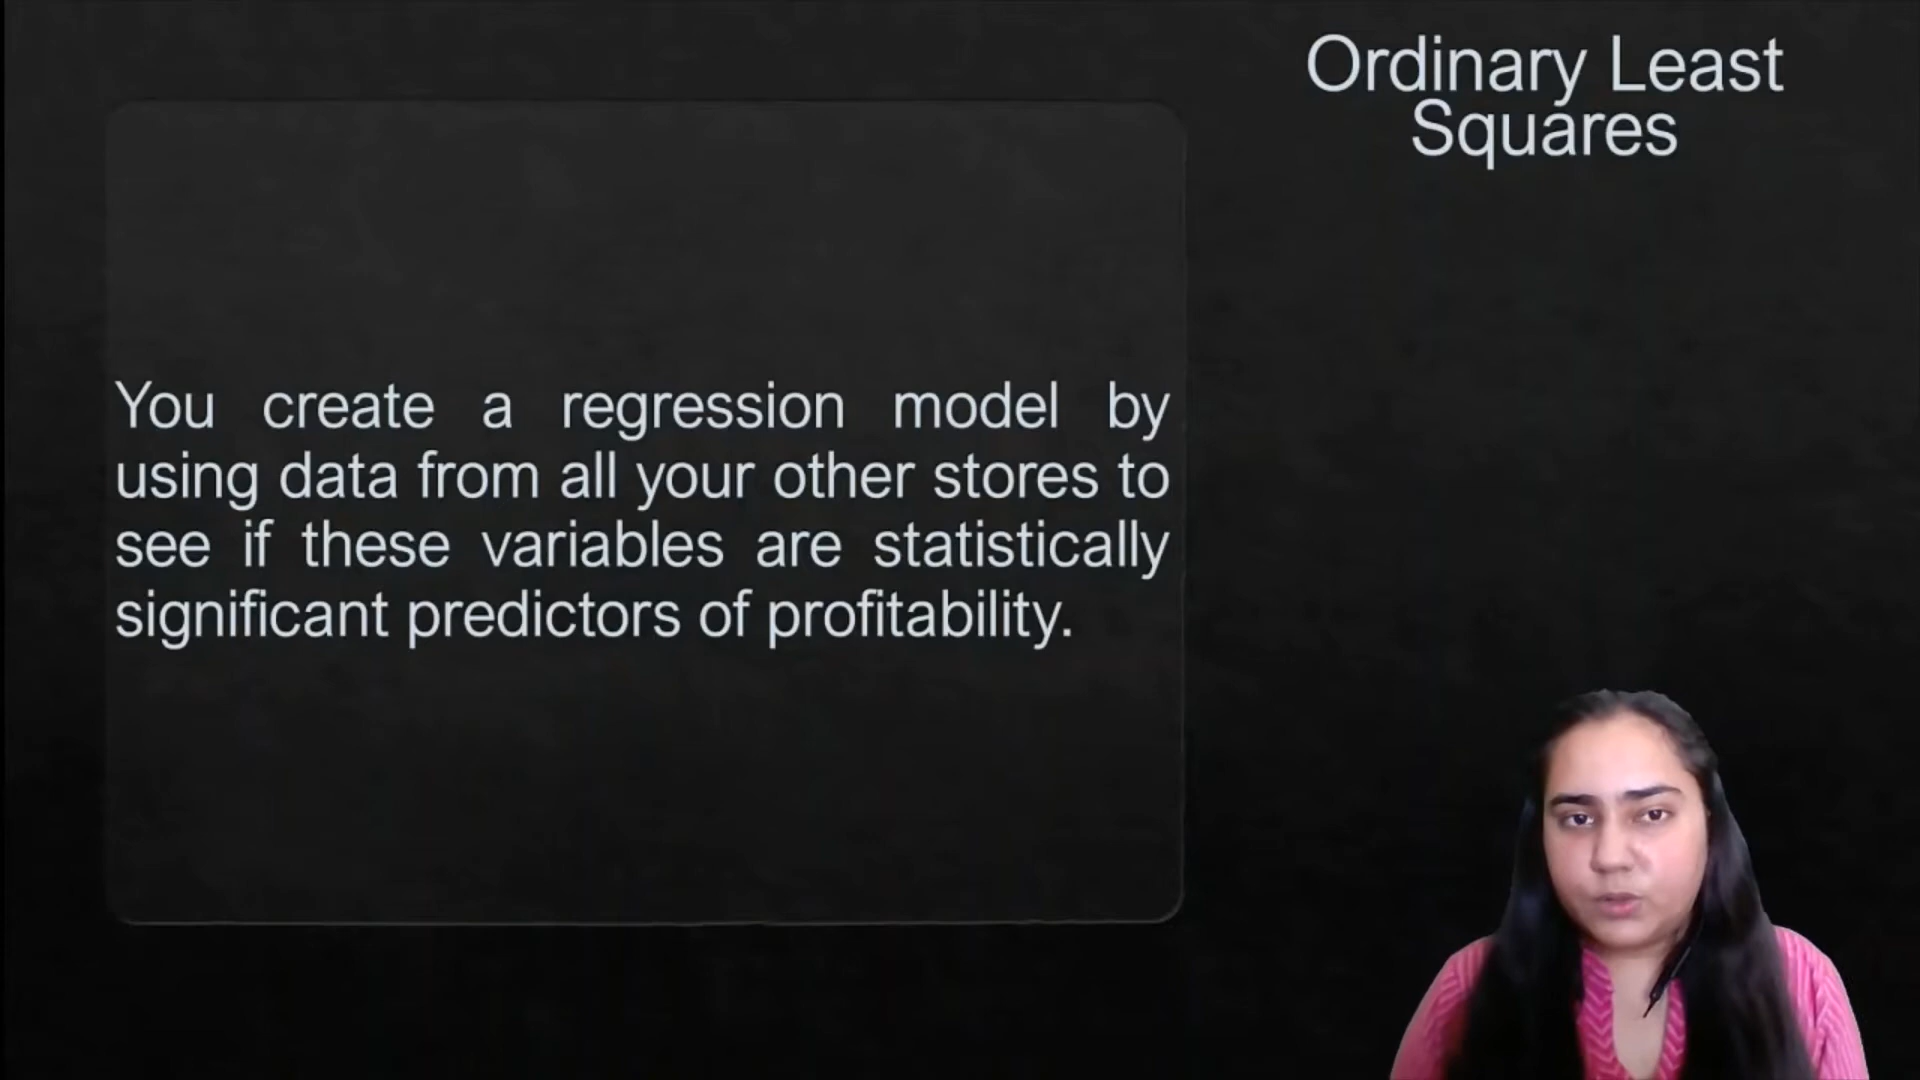 Ordinary Least
Squares
You create a regression model by
using data from all your other stores to
see if these variables are statistically
significant predictors of profitability.